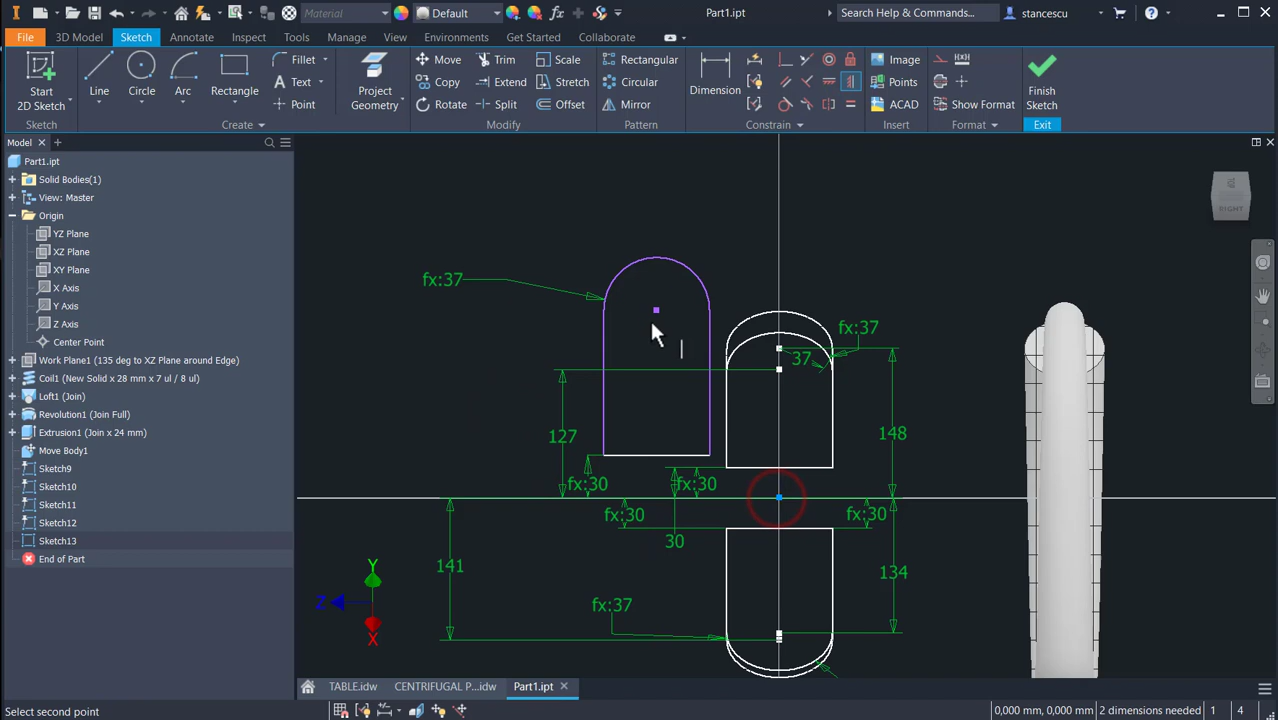 Material
Default
Part1.ipt
Search Help & Commands...
stancescu
File
3D Model
Sketch
Annotate
Inspect
Tools
Manage
View
Environments
Get Started
Collaborate
Start
2D Sketch
Line
Circle
Arc
Rectangle
Fillet
Text
Point
Project
Geometry
Move
Copy
Rotate
Trim
Extend
Split
Scale
Stretch
Offset
Rectangular
Circular
Mirror
Dimension
Image
Points
ACAD
Show Format
Finish
Sketch
Sketch
Create
Modify
Pattern
Constrain
Insert
Format
Exit
Model
Part1.ipt
Solid Bodies(1)
View: Master
Origin
YZ Plane
XZ Plane
XY Plane
X Axis
Y Axis
Z Axis
Center Point
Work Plane1 (135 deg to XZ Plane around Edge)
Coil1 (New Solid x 28 mm x 7 ul / 8 ul)
Loft1 (Join)
Revolution1 (Join Full)
Extrusion1 (Join x 24 mm)
Move Body1
Sketch9
Sketch10
Sketch11
Sketch12
Sketch13
End of Part
fx:37
fx:37
37
127
148
fx:30
fx:30
fx:30
fx:30
30
141
134
fx:37
Y
Z
X
RIGHT
TABLE.idw
CENTRIFUGAL P...idw
Part1.ipt
Select second point
0,000 mm, 0,000 mm
2 dimensions needed
1
4